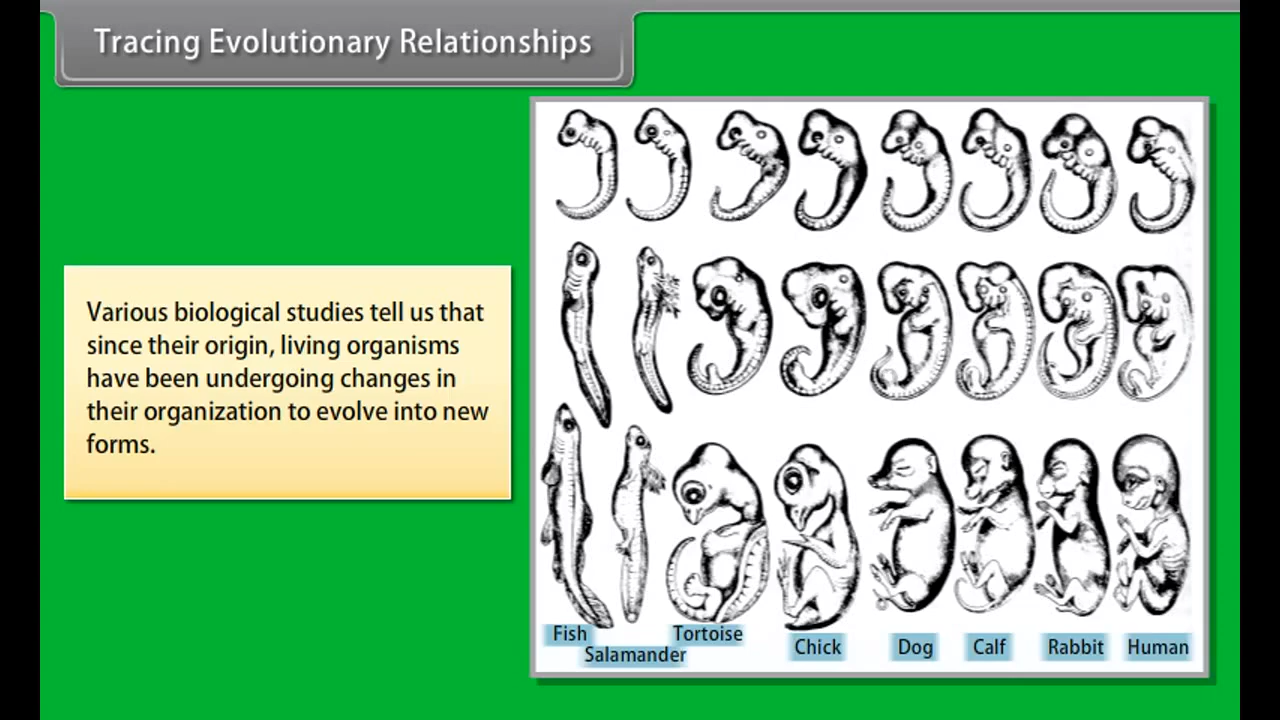 Tracing Evolutionary Relationships
Various biological studies tell us that
since their origin, living organisms
have been undergoing changes in
their organization to evolve into new
forms.
Fish
Salamander
Tortoise
Chick
Dog
Calf
Rabbit
Human